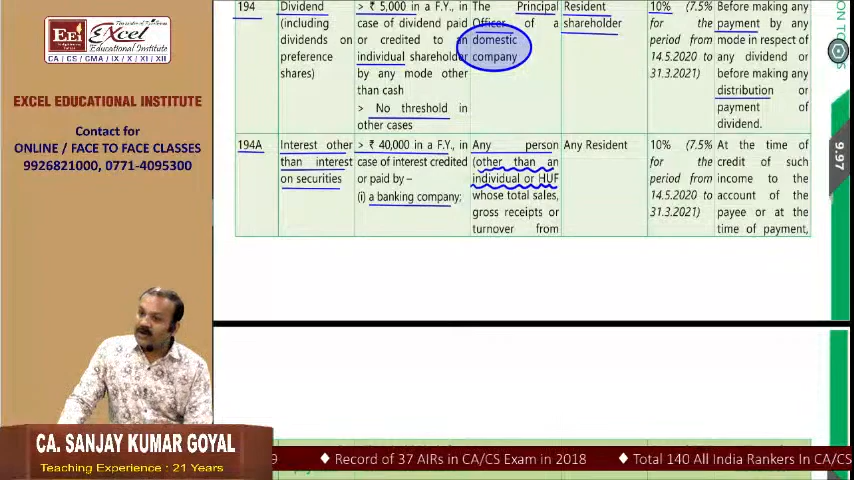 The Name of Excellence
EEi
Excel
Educational Institute
CA | CS | CMA | IX | X | XI | XII
EXCEL EDUCATIONAL INSTITUTE
Contact for
ONLINE / FACE TO FACE CLASSES
9926821000, 0771-4095300
194
Dividend
(including
dividends on
preference
shares)
> ₹ 5,000 in a F.Y., in
case of dividend paid
or credited to an
individual shareholder
by any mode other
than cash
> No threshold in
other cases
The Principal
Officer of a
domestic
company
Resident
shareholder
10% (7.5%
for the
period from
14.5.2020 to
31.3.2021)
Before making any
payment by any
mode in respect of
any dividend or
before making any
distribution or
payment of
dividend.
194A
Interest other
than interest
on securities
> ₹ 40,000 in a F.Y., in
case of interest credited
or paid by –
(i) a banking company;
Any person
(other than an
individual or HUF
whose total sales,
gross receipts or
turnover from
Any Resident
10% (7.5%
for the
period from
14.5.2020 to
31.3.2021)
At the time of
credit of such
income to the
account of the
payee or at the
time of payment,
9.97
CA. SANJAY KUMAR GOYAL
Teaching Experience : 21 Years
9 ♦ Record of 37 AIRs in CA/CS Exam in 2018 ♦ Total 140 All India Rankers In CA/CS